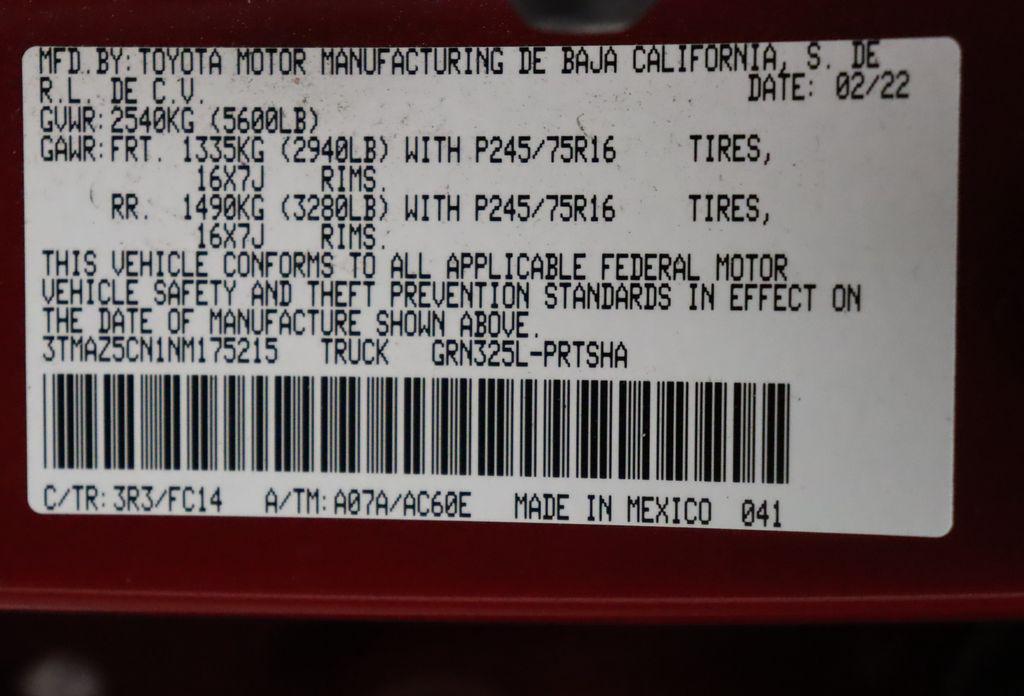 MFD. BY: TOYOTA MOTOR MANUFACTURING DE BAJA CALIFORNIA, S. DE
R.L. DE C.V. DATE: 02/22
GVWR: 2540KG (5600LB)
GAWR: FRT. 1335KG (2940LB) WITH P245/75R16 TIRES,
16X7J RIMS.
RR. 1490KG (3280LB) WITH P245/75R16 TIRES,
16X7J RIMS.
THIS VEHICLE CONFORMS TO ALL APPLICABLE FEDERAL MOTOR
VEHICLE SAFETY AND THEFT PREVENTION STANDARDS IN EFFECT ON
THE DATE OF MANUFACTURE SHOWN ABOVE.
3TMAZ5CN1NM175215 TRUCK GRN325L-PRTSHA
C/TR: 3R3/FC14 A/TM: A07A/AC60E MADE IN MEXICO 041